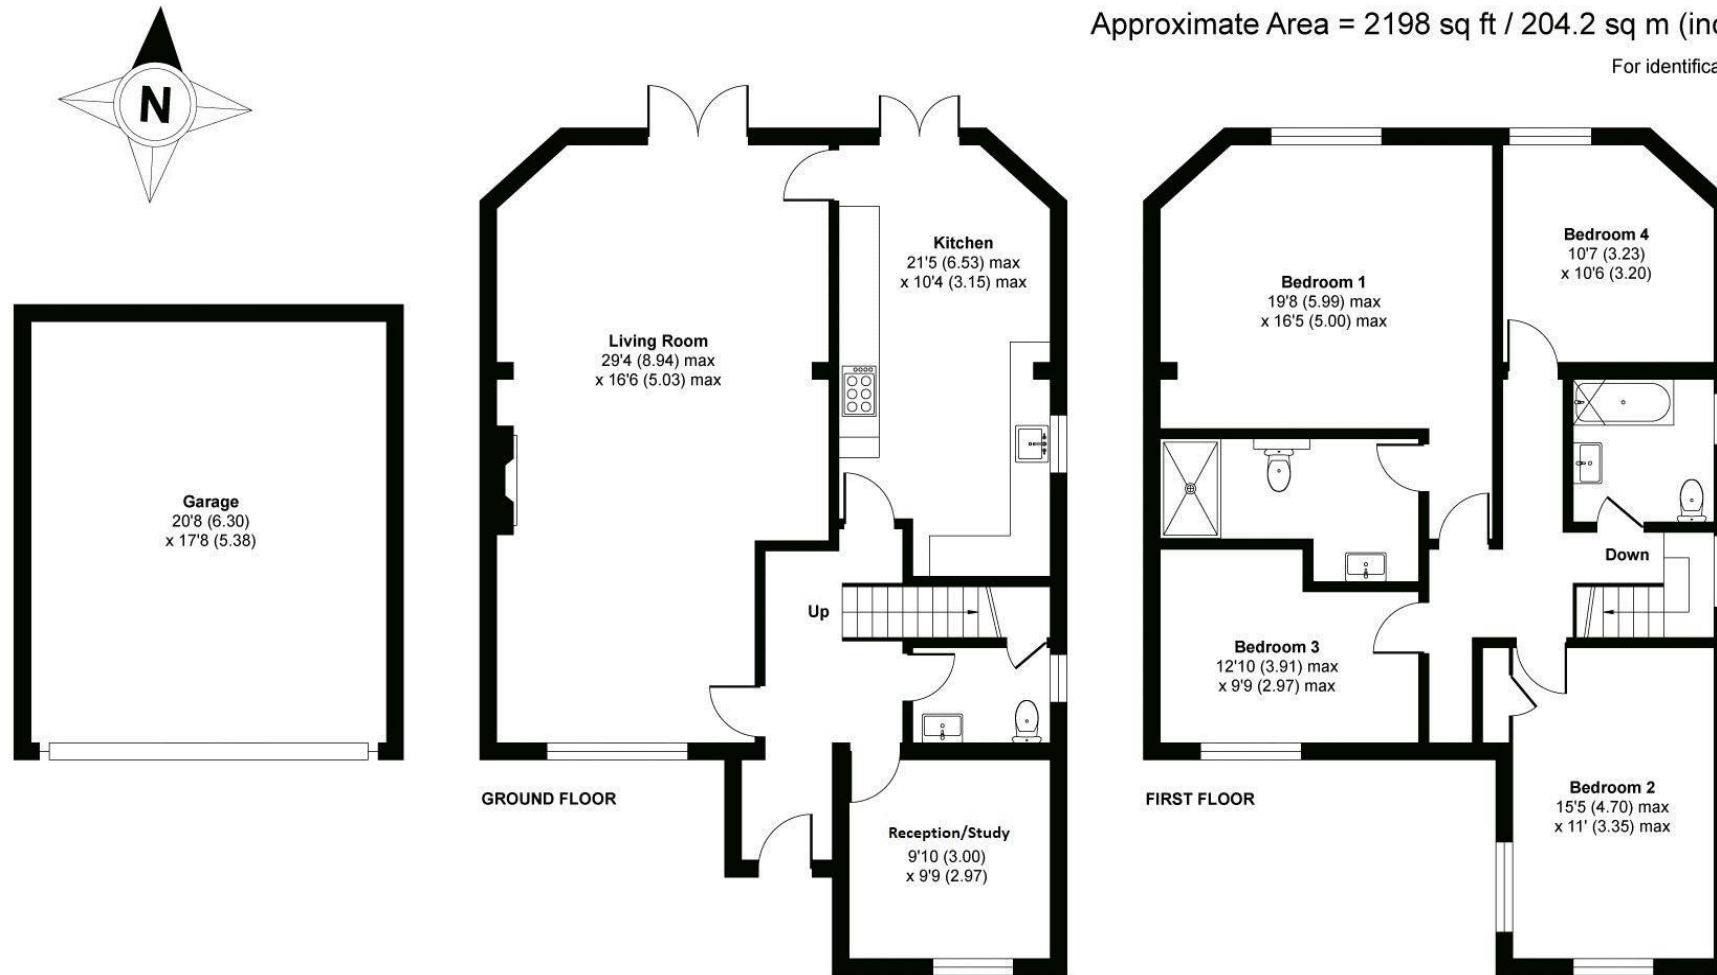 Approximate Area = 2198 sq ft / 204.2 sq m (inc
For identifica
N
Kitchen
21'5 (6.53) max
x 10'4 (3.15) max
Living Room
29'4 (8.94) max
x 16'6 (5.03) max
Garage
20'8 (6.30)
x 17'8 (5.38)
Up
GROUND FLOOR
Reception/Study
9'10 (3.00)
x 9'9 (2.97)
Bedroom 4
10'7 (3.23)
x 10'6 (3.20)
Bedroom 1
19'8 (5.99) max
x 16'5 (5.00) max
Down
Bedroom 3
12'10 (3.91) max
x 9'9 (2.97) max
Bedroom 2
15'5 (4.70) max
x 11' (3.35) max
FIRST FLOOR